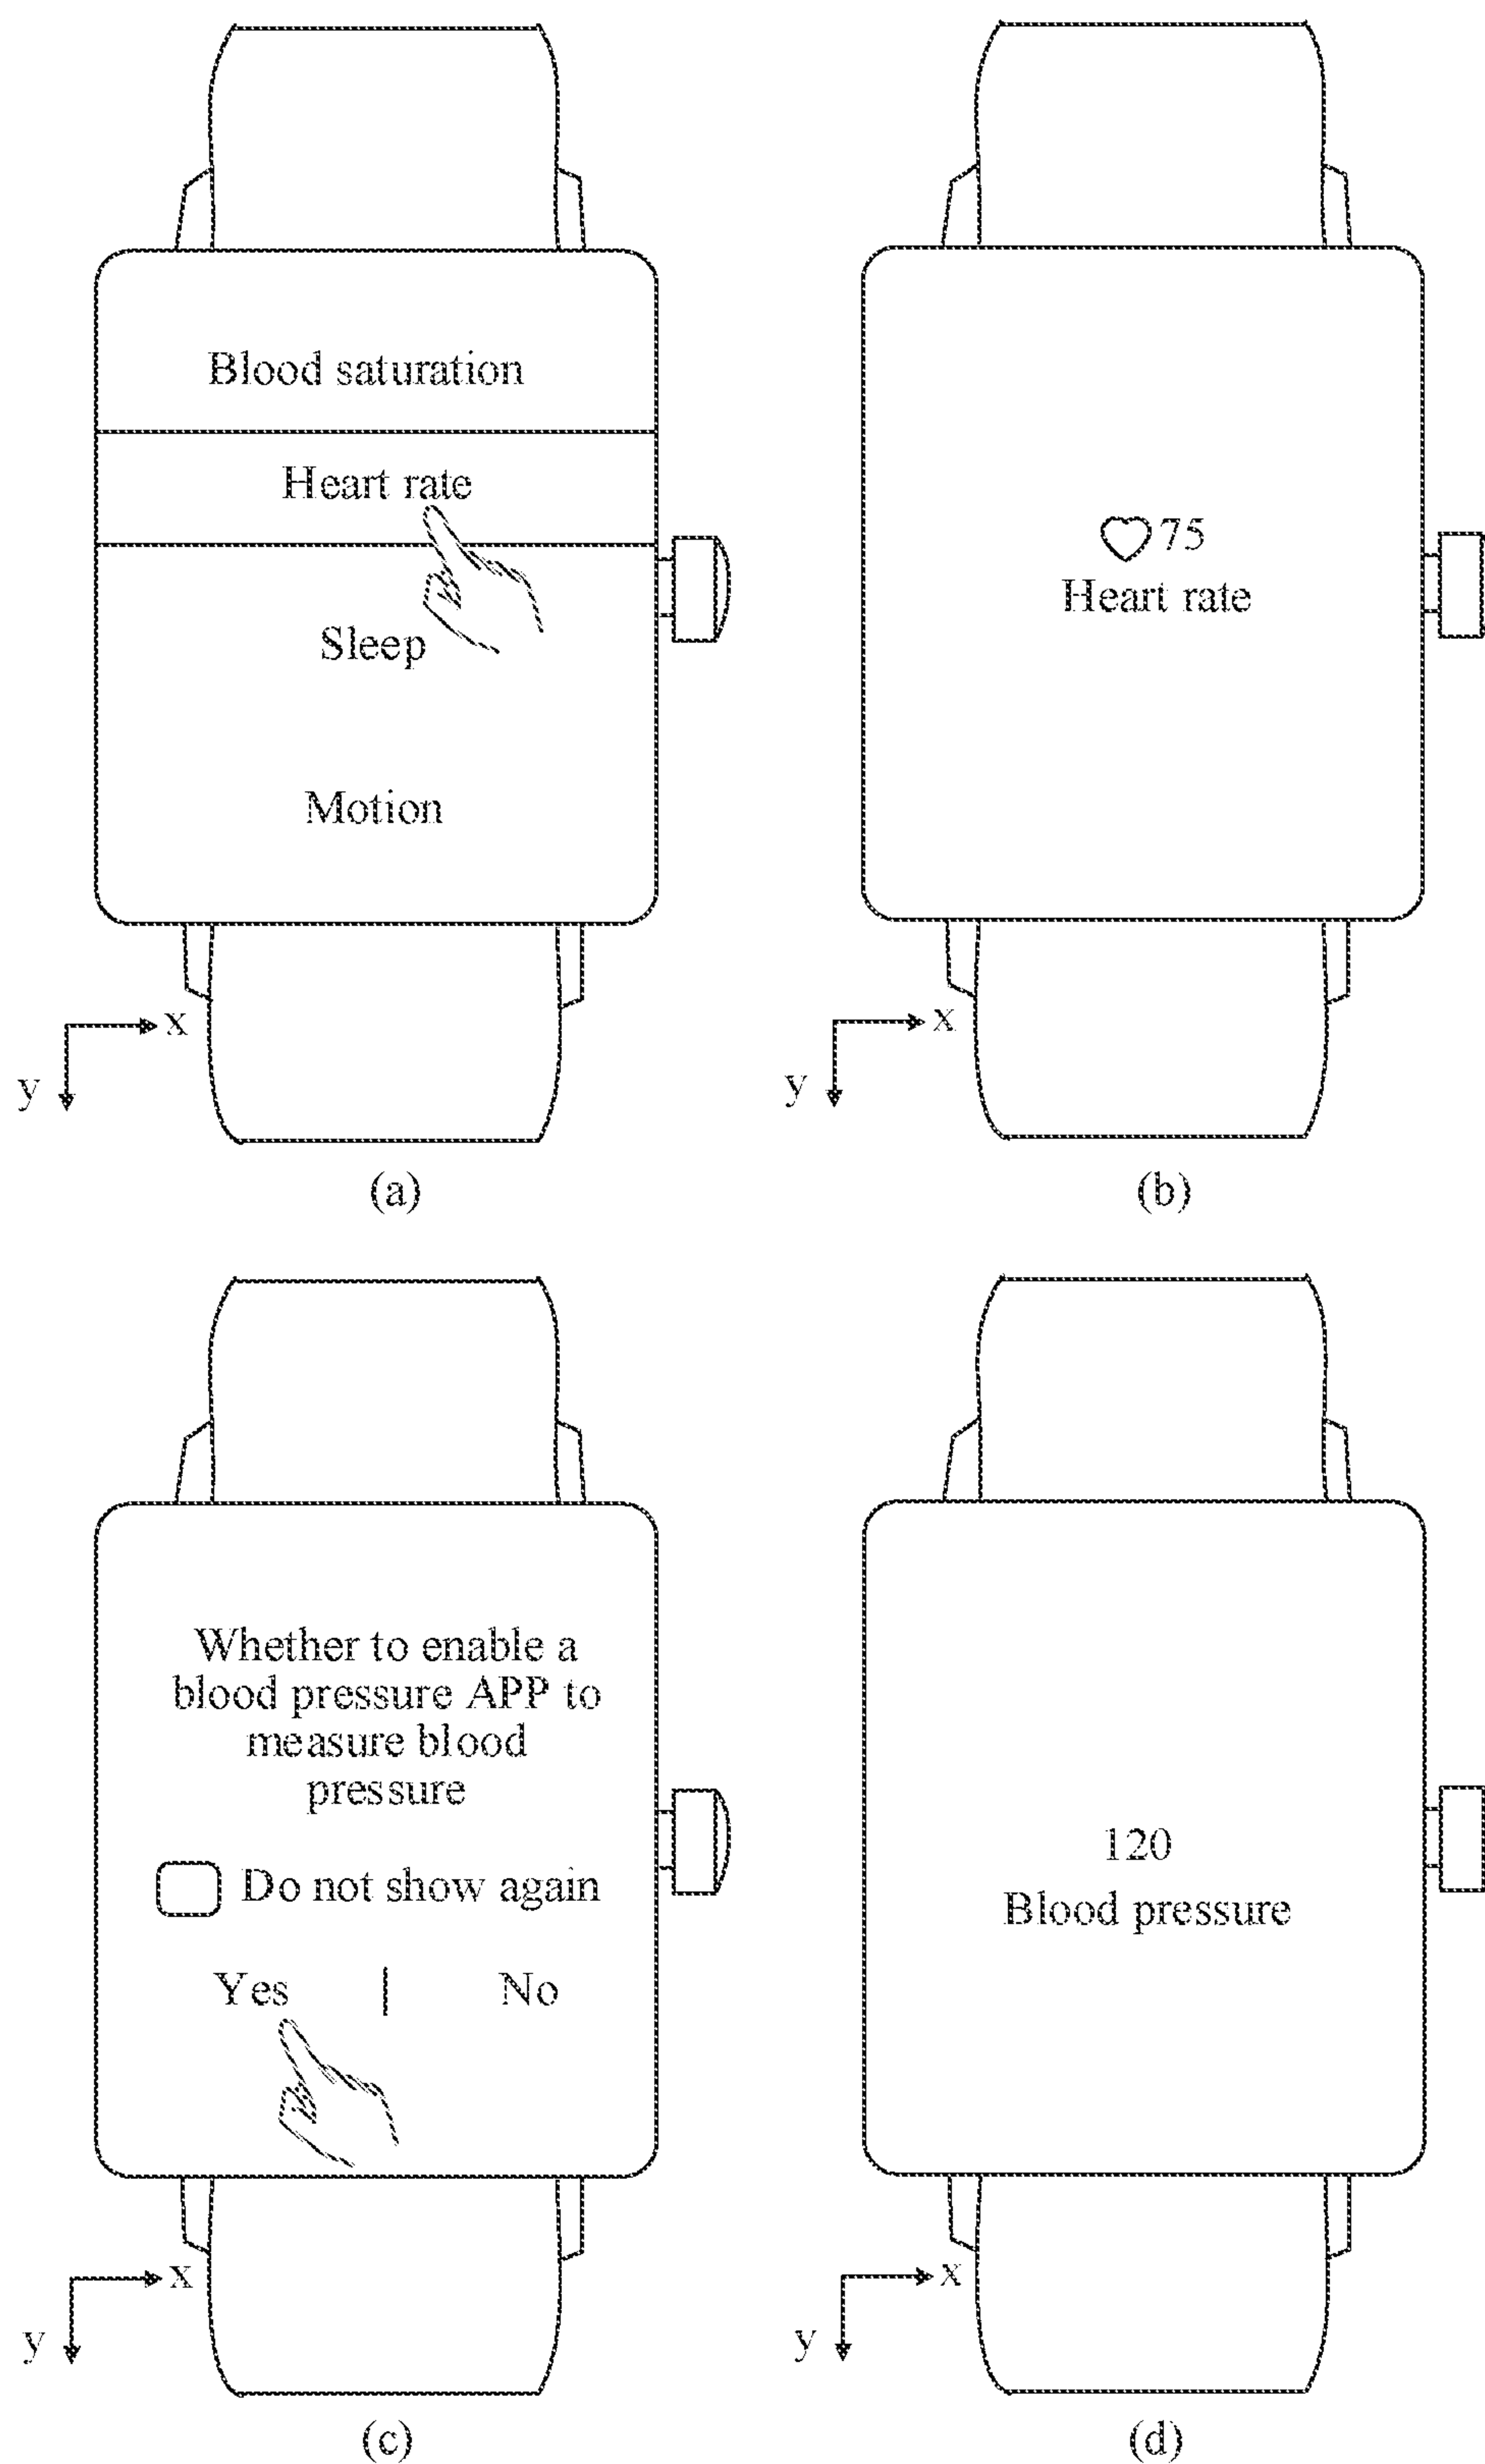 Blood saturation
Heart rate
Sleep
Motion
x
y
(a)
75
Heart rate
x
y
(b)
Whether to enable a
blood pressure APP to
measure blood
pressure
Do not show again
Yes | No
x
y
(c)
120
Blood pressure
x
y
(d)